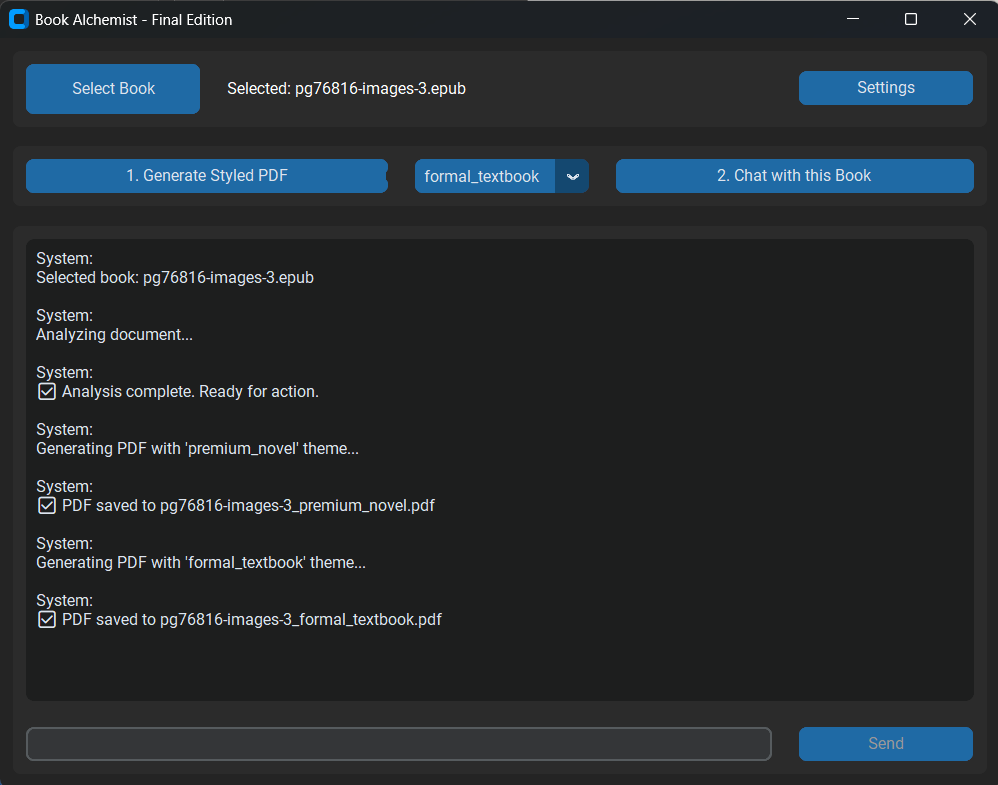 Book Alchemist - Final Edition
Select Book
Selected: pg76816-images-3.epub
Settings
1. Generate Styled PDF
formal_textbook
2. Chat with this Book
System:
Selected book: pg76816-images-3.epub
System:
Analyzing document...
System:
☑ Analysis complete. Ready for action.
System:
Generating PDF with 'premium_novel' theme...
System:
☑ PDF saved to pg76816-images-3_premium_novel.pdf
System:
Generating PDF with 'formal_textbook' theme...
System:
☑ PDF saved to pg76816-images-3_formal_textbook.pdf
Send